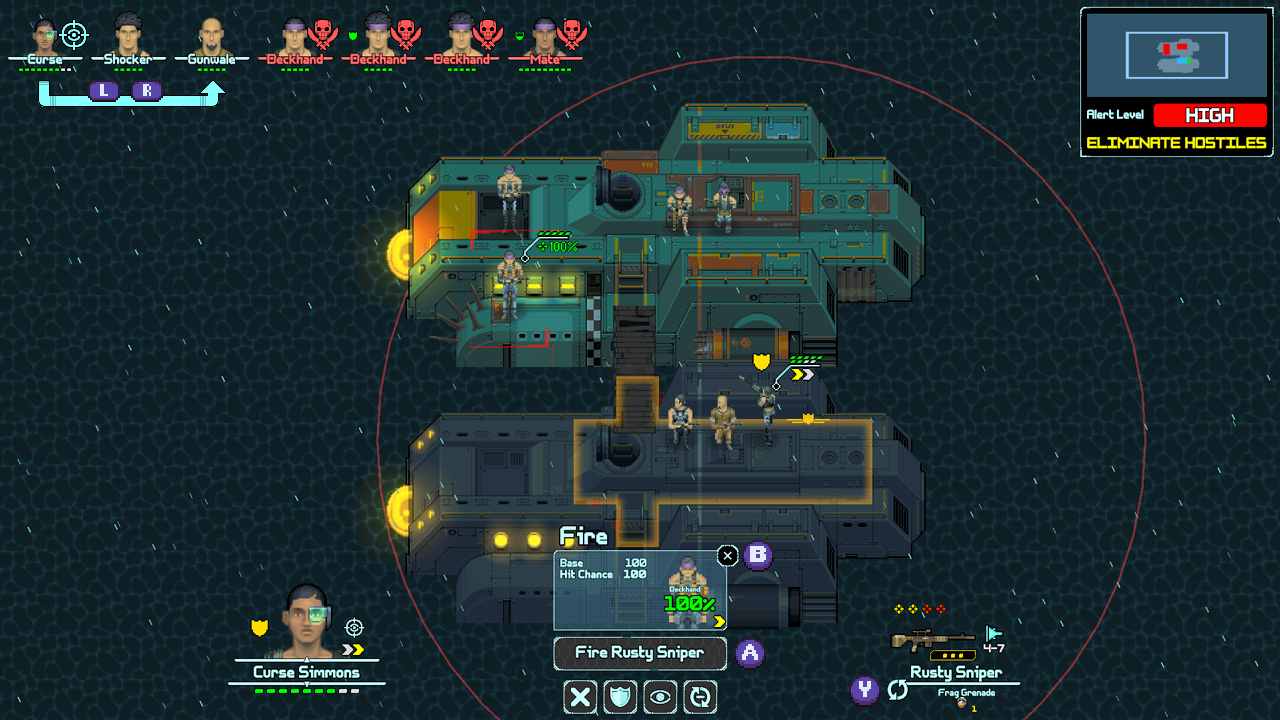 Curse
Shocker
Gunwale
Deckhand
Deckhand
Deckhand
Mate
L
R
Alert Level
HIGH
ELIMINATE HOSTILES
+100%
Fire
Base 100
Hit Chance 100
Deckhand
100%
B
Fire Rusty Sniper
A
Curse Simmons
4-7
Rusty Sniper
Y
Frag Grenade
1